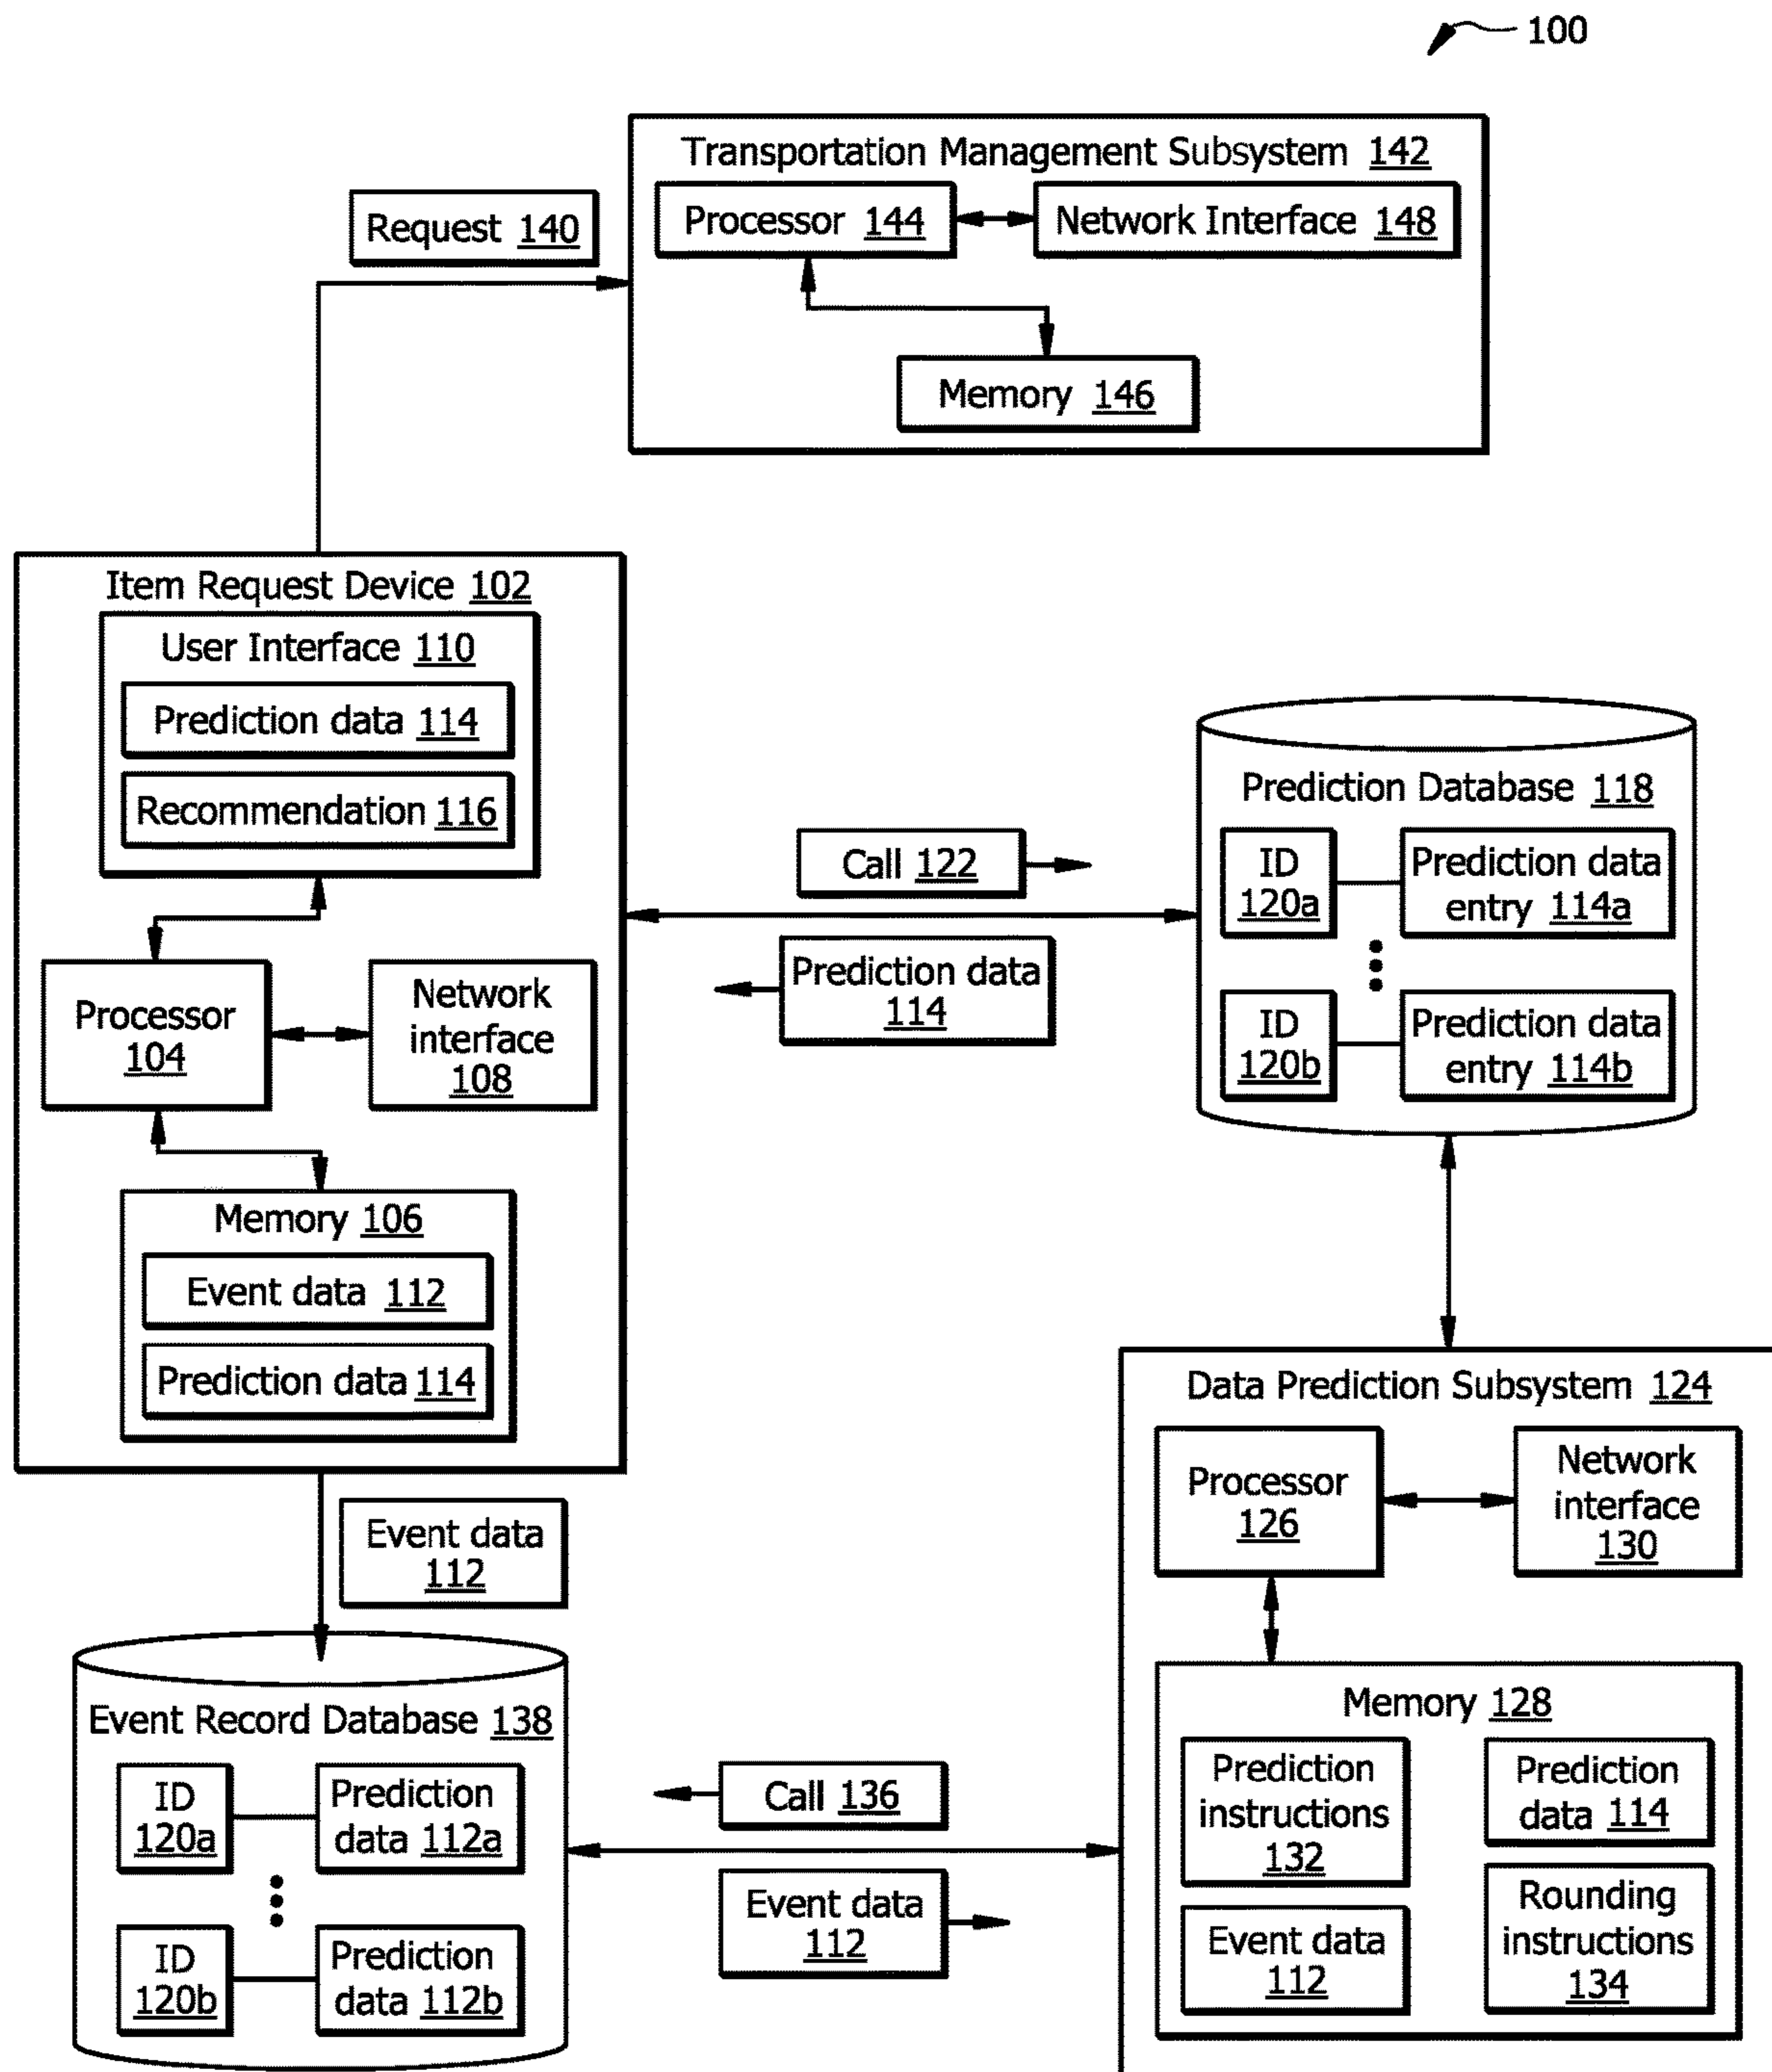 100
Transportation Management Subsystem 142
Request 140
Processor 144
Network Interface 148
Memory 146
Item Request Device 102
User Interface 110
Prediction data 114
Recommendation 116
Processor
104
Network
interface
108
Memory 106
Event data 112
Prediction data 114
Call 122
Prediction data
114
Prediction Database 118
ID
120a
Prediction data
entry 114a
ID
120b
Prediction data
entry 114b
Event data
112
Data Prediction Subsystem 124
Processor
126
Network
interface
130
Memory 128
Prediction
instructions
132
Prediction
data 114
Event data
112
Rounding
instructions
134
Event Record Database 138
ID
120a
Prediction
data 112a
ID
120b
Prediction
data 112b
Call 136
Event data
112